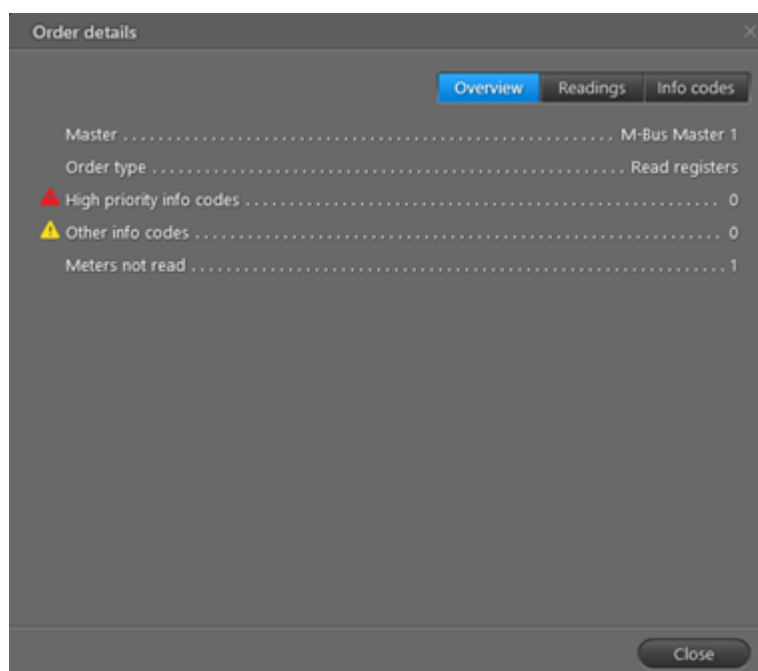 Order details
Overview Readings Info codes
Master ........................................................ M-Bus Master 1
Order type ........................................................ Read registers
High priority info codes ........................................................ 0
Other info codes ........................................................ 0
Meters not read ........................................................ 1
Close